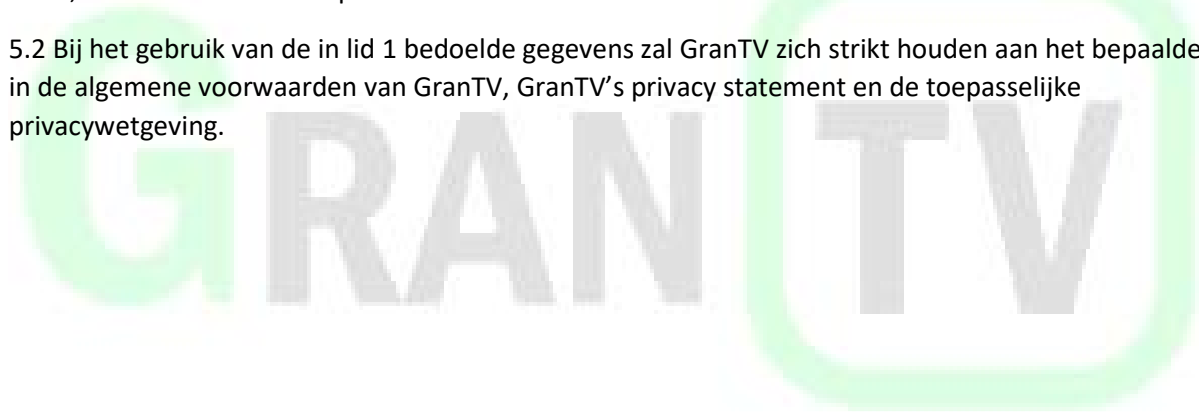 5.2 Bij het gebruik van de in lid 1 bedoelde gegevens zal GranTV zich strikt houden aan het bepaalde
in de algemene voorwaarden van GranTV, GranTV’s privacy statement en de toepasselijke
privacywetgeving.
GRAN TV